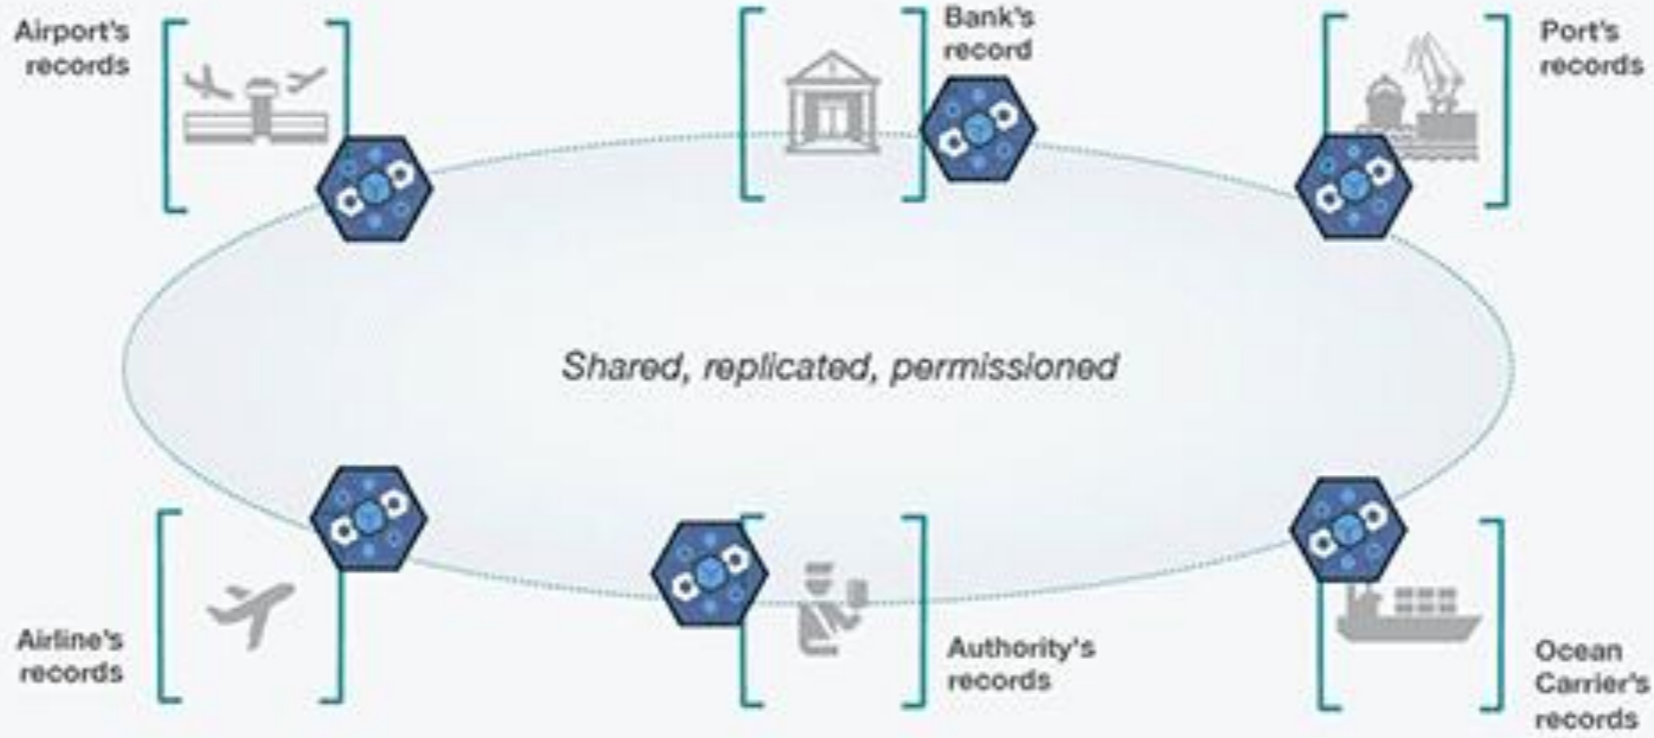 Airport's
records
Bank's
record
Port's
records
Shared, replicated, permissioned
Airline's
records
Authority's
records
Ocean
Carrier's
records